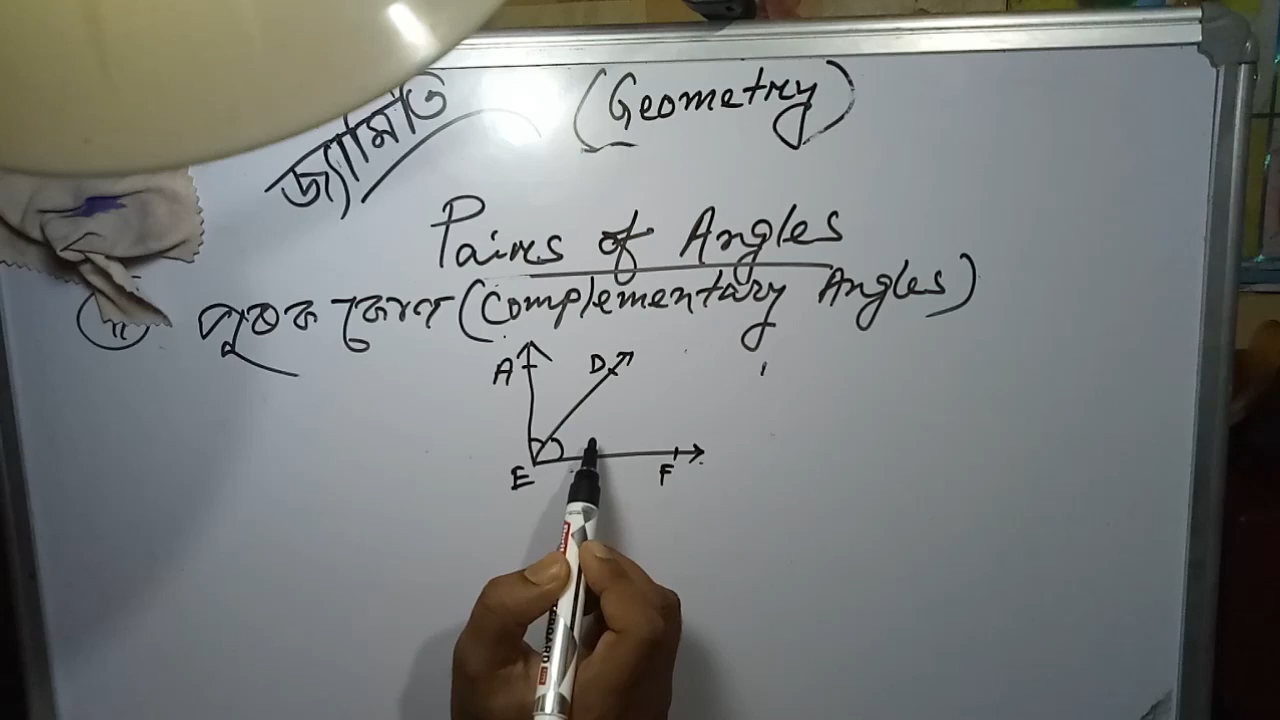 জ্যামিতি (Geometry)
Pairs of Angles
পূরক কোণ (Complementary Angles)
A D
E F